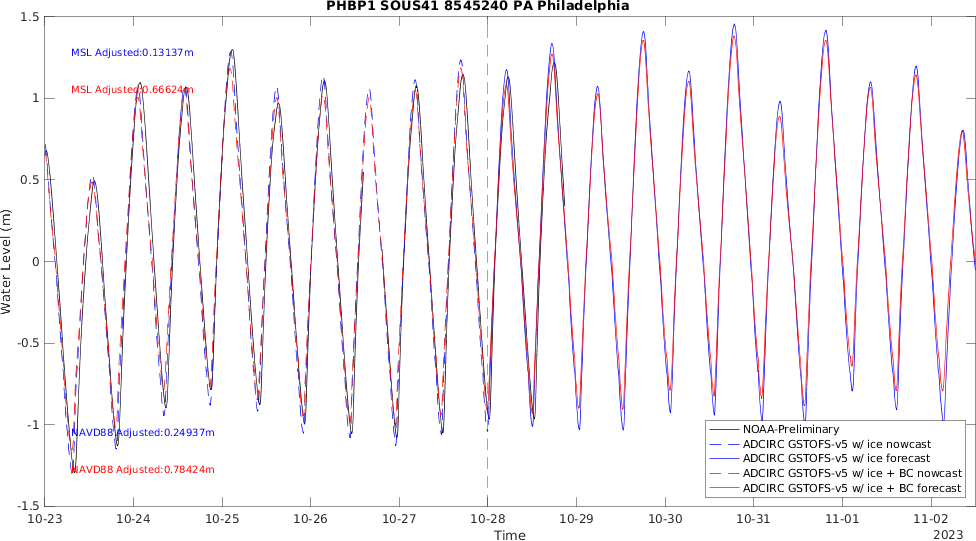 PHBP1 SOUS41 8545240 PA Philadelphia
1.5
1
0.5
0
-0.5
-1
-1.5
Water Level (m)
MSL Adjusted:0.13137m
MSL Adjusted:0.66624m
NAVD88 Adjusted:0.24937m
NAVD88 Adjusted:0.78424m
NOAA-Preliminary
ADCIRC GSTOFS-v5 w/ ice nowcast
ADCIRC GSTOFS-v5 w/ ice forecast
ADCIRC GSTOFS-v5 w/ ice + BC nowcast
ADCIRC GSTOFS-v5 w/ ice + BC forecast
10-23 10-24 10-25 10-26 10-27 10-28 10-29 10-30 10-31 11-01 11-02
Time
2023